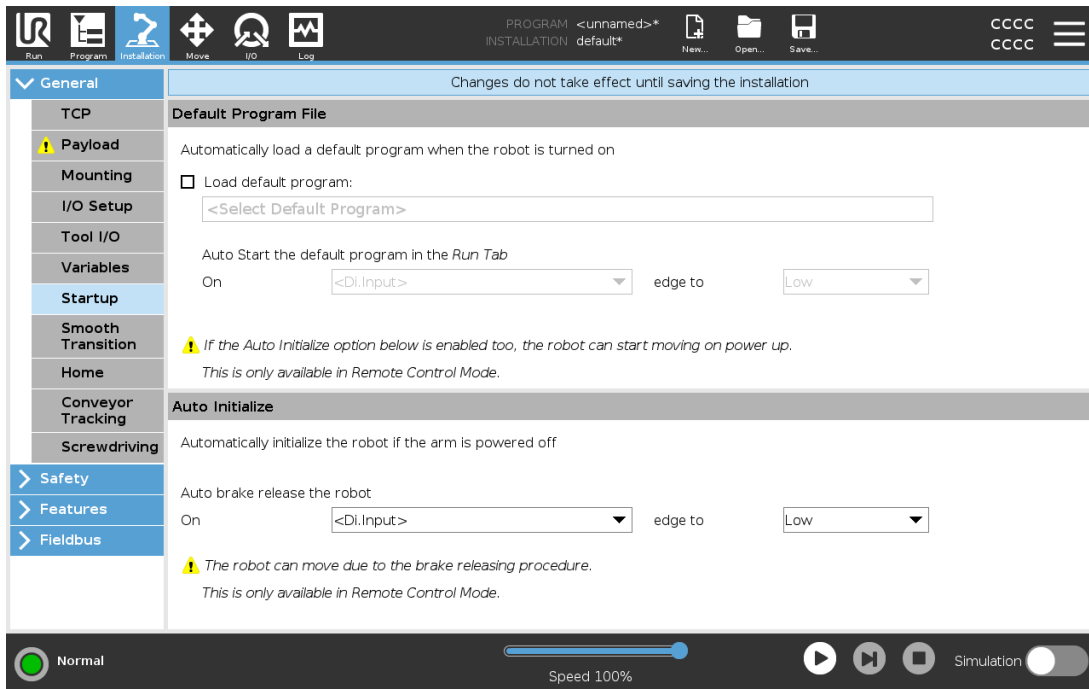 PROGRAM <unnamed>*
INSTALLATION default*
CCCC
CCCC
Run Program Installation Move I/O Log New... Open... Save...
General
Changes do not take effect until saving the installation
TCP
Payload
Mounting
I/O Setup
Tool I/O
Variables
Startup
Smooth
Transition
Home
Conveyor
Tracking
Screwdriving
Safety
Features
Fieldbus
Default Program File
Automatically load a default program when the robot is turned on
Load default program:
<Select Default Program>
Auto Start the default program in the Run Tab
On <Di.Input> edge to Low
If the Auto Initialize option below is enabled too, the robot can start moving on power up.
This is only available in Remote Control Mode.
Auto Initialize
Automatically initialize the robot if the arm is powered off
Auto brake release the robot
On <Di.Input> edge to Low
The robot can move due to the brake releasing procedure.
This is only available in Remote Control Mode.
Normal
Speed 100%
Simulation